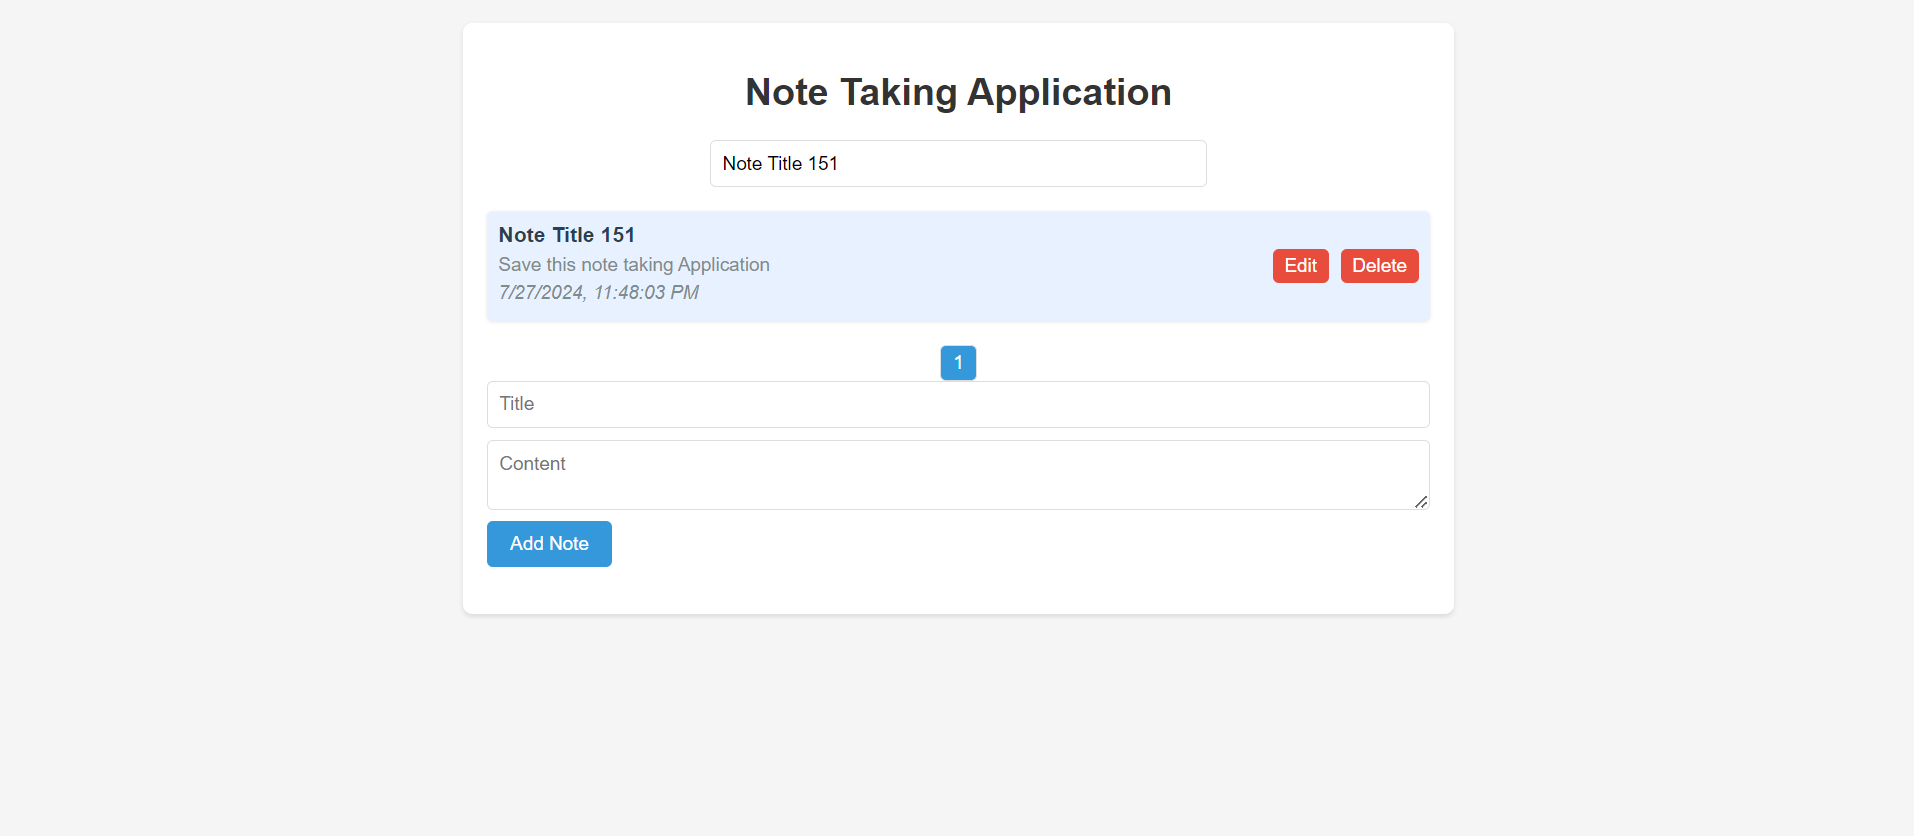 Note Taking Application
Note Title 151
Note Title 151
Save this note taking Application
7/27/2024, 11:48:03 PM
Edit Delete
1
Title
Content
Add Note